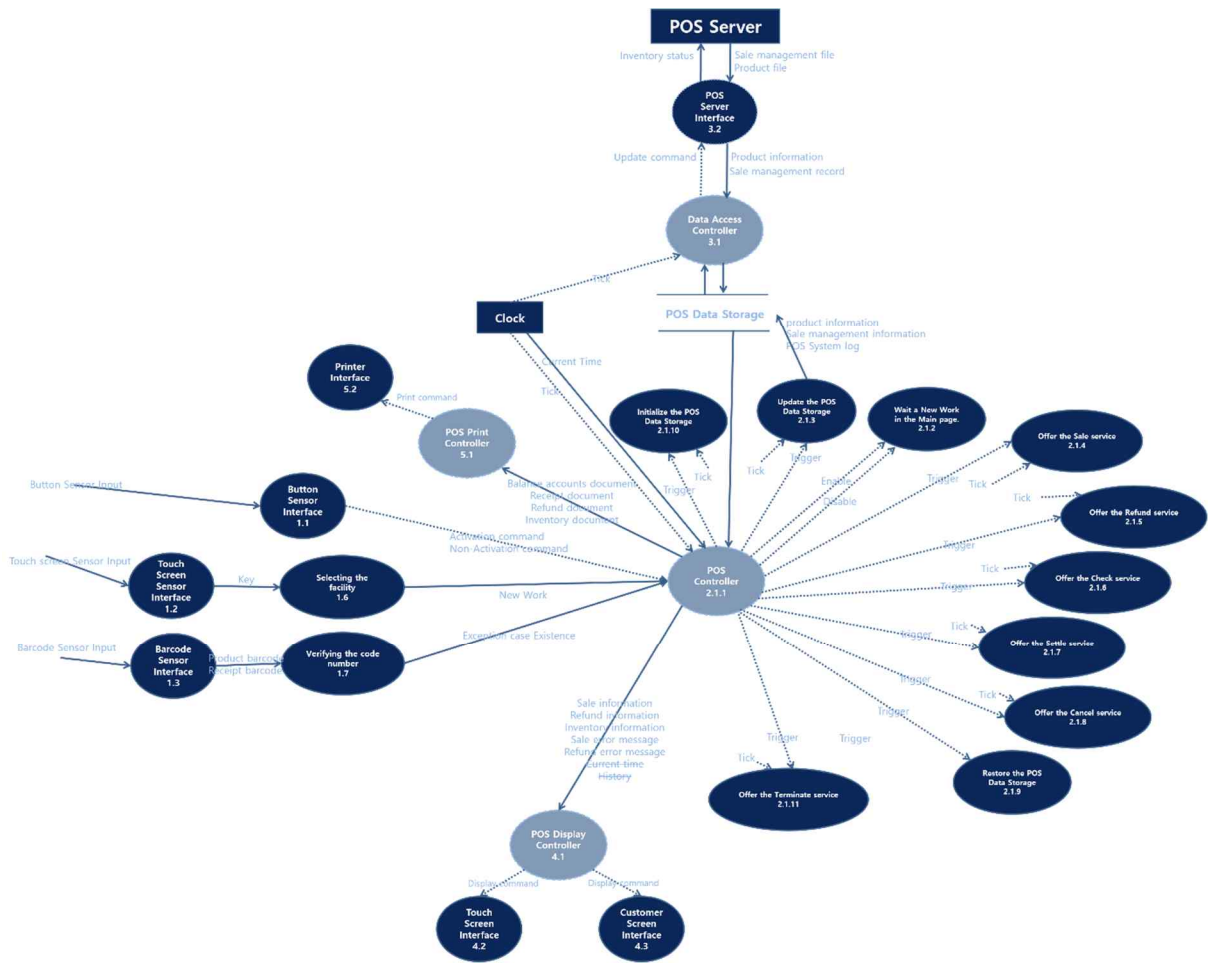 POS Server
Inventory status
Sale management file
Product file
POS
Server
Interface
3.2
Update command
Product information
Sale management record
Data Access
Controller
3.1
Tick
Clock
POS Data Storage
product information
Sale management information
POS System log
Current Time
Tick
Printer
Interface
5.2
Print command
POS Print
Controller
5.1
Initialize the POS
Data Storage
2.1.10
Update the POS
Data Storage
2.1.3
Wait a New Work
in the Main page.
2.1.2
Offer the Sale service
2.1.4
Tick
Trigger
Tick
Trigger
Enable
Disable
Trigger
Tick
Tick
Offer the Refund service
2.1.5
Trigger
Button Sensor Input
Button
Sensor
Interface
1.1
Balance accounts document
Receipt document
Refund document
Inventory document
Activation command
Non-Activation command
Touch screen Sensor Input
Touch
Screen
Sensor
Interface
1.2
Key
Selecting the
facility
1.6
New Work
POS
Controller
2.1.1
Tick
Trigger
Offer the Check service
2.1.6
Barcode Sensor Input
Barcode
Sensor
Interface
1.3
Product barcode
Receipt barcode
Verifying the code
number
1.7
Exception case Existence
Tick
Trigger
Offer the Settle service
2.1.7
Trigger
Tick
Offer the Cancel service
2.1.8
Trigger
Sale information
Refund information
Inventory information
Sale error message
Refund error message
Current time
History
Trigger
Trigger
Tick
Offer the Terminate service
2.1.11
Restore the POS
Data Storage
2.1.9
POS Display
Controller
4.1
Display command
Display command
Touch
Screen
Interface
4.2
Customer
Screen
Interface
4.3